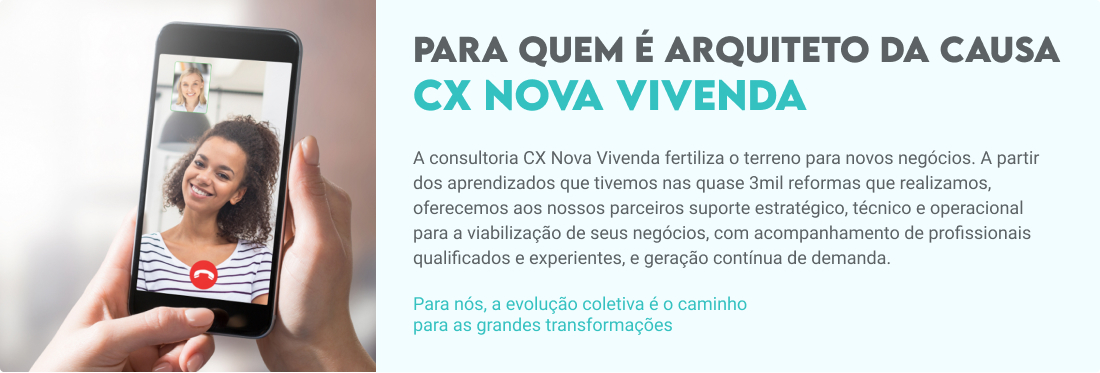 PARA QUEM É ARQUITETO DA CAUSA
CX NOVA VIVENDA
A consultoria CX Nova Vivenda fertiliza o terreno para novos negócios. A partir
dos aprendizados que tivemos nas quase 3mil reformas que realizamos,
oferecemos aos nossos parceiros suporte estratégico, técnico e operacional
para a viabilização de seus negócios, com acompanhamento de profissionais
qualificados e experientes, e geração contínua de demanda.
Para nós, a evolução coletiva é o caminho
para as grandes transformações